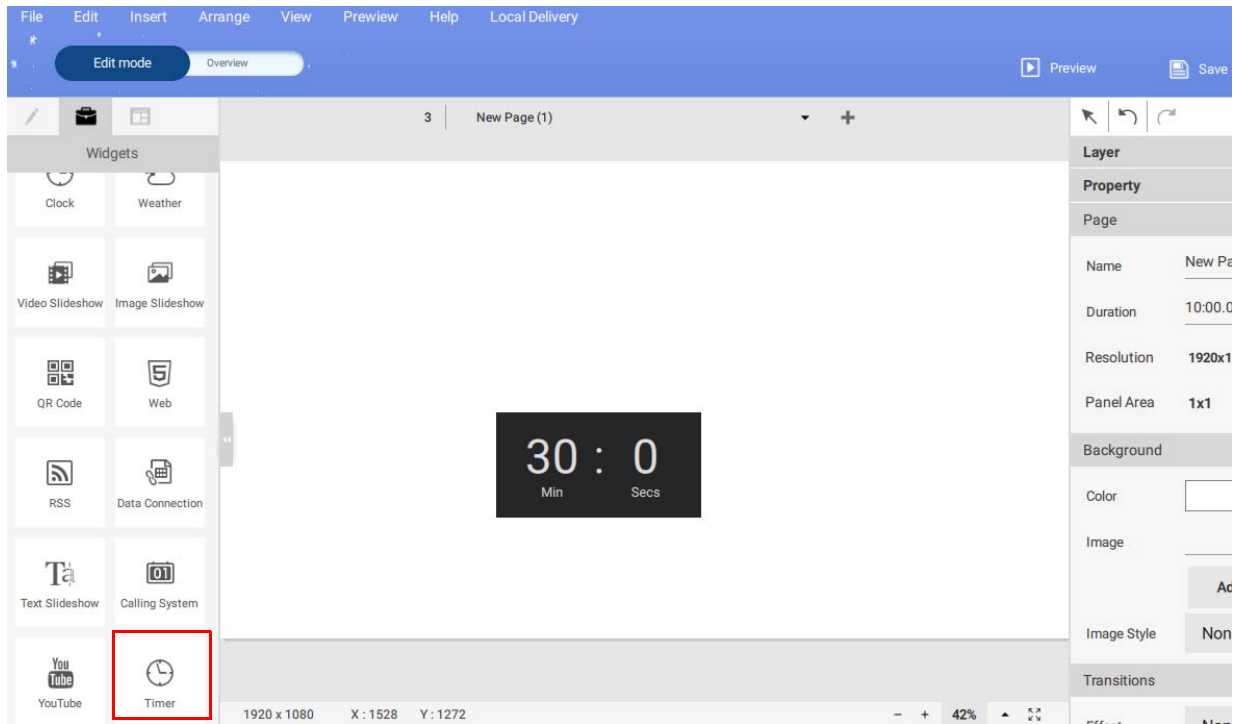 File Edit Insert Arrange View Prewiew Help Local Delivery
Edit mode Overview
Preview Save
3 New Page (1)
Widgets
Clock Weather
Video Slideshow Image Slideshow
QR Code 5 Web
RSS Data Connection
Ta 01
Text Slideshow Calling System
You
Tube
YouTube Timer
30 : 0
Min Secs
1920 x 1080 X : 1528 Y : 1272 - + 42%
Layer
Property
Page
Name New Pa
Duration 10:00.0
Resolution 1920x1
Panel Area 1x1
Background
Color
Image
Ad
Image Style Non
Transitions